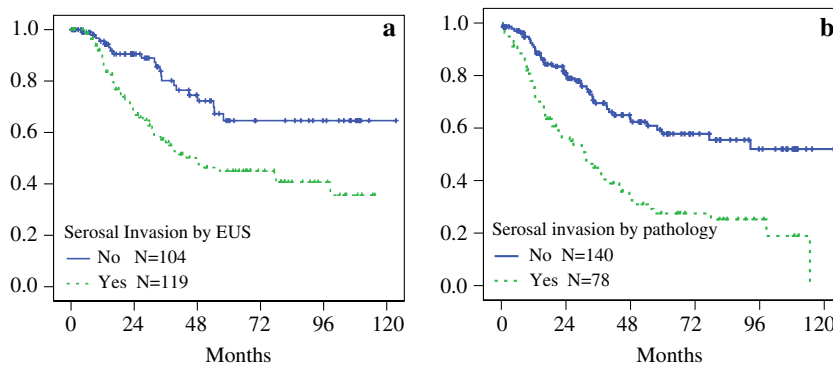 a
1.0
0.8
0.6
0.4
0.2
0.0
Serosal Invasion by EUS
No N=104
Yes N=119
0 24 48 72 96 120
Months
b
1.0
0.8
0.6
0.4
0.2
0.0
Serosal invasion by pathology
No N=140
Yes N=78
0 24 48 72 96 120
Months